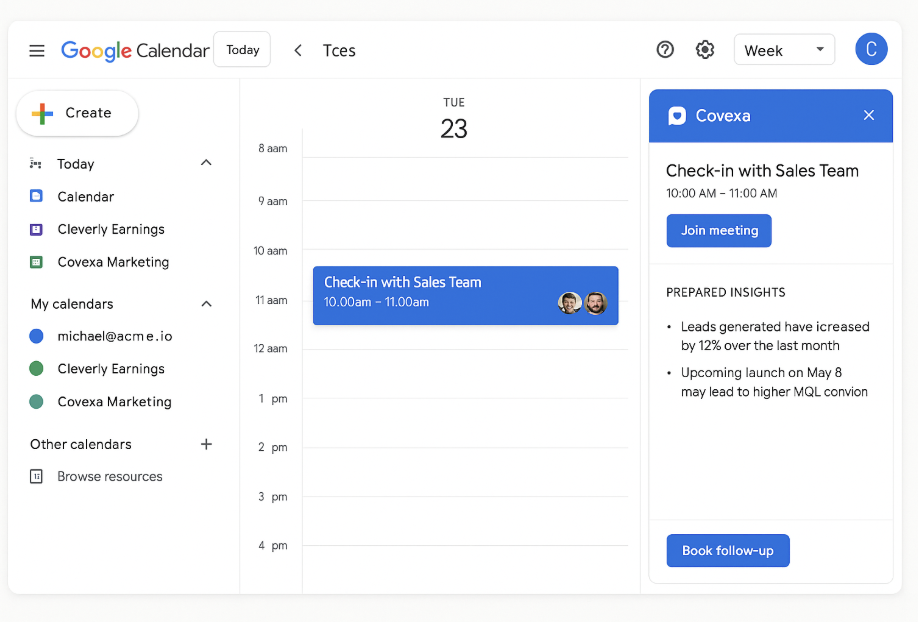 Google Calendar
Today
Tces
Week
C
Create
Today
Calendar
Cleverly Earnings
Covexa Marketing
My calendars
michael@acme.io
Cleverly Earnings
Covexa Marketing
Other calendars
Browse resources
TUE
23
8 aam
9 aam
10 aam
11 aam
12 aam
1 pm
2 pm
3 pm
4 pm
Check-in with Sales Team
10.00am – 11.00am
Covexa
Check-in with Sales Team
10:00 AM – 11:00 AM
Join meeting
PREPARED INSIGHTS
• Leads generated have icreased
by 12% over the last month
• Upcoming launch on May 8
may lead to higher MQL convion
Book follow-up